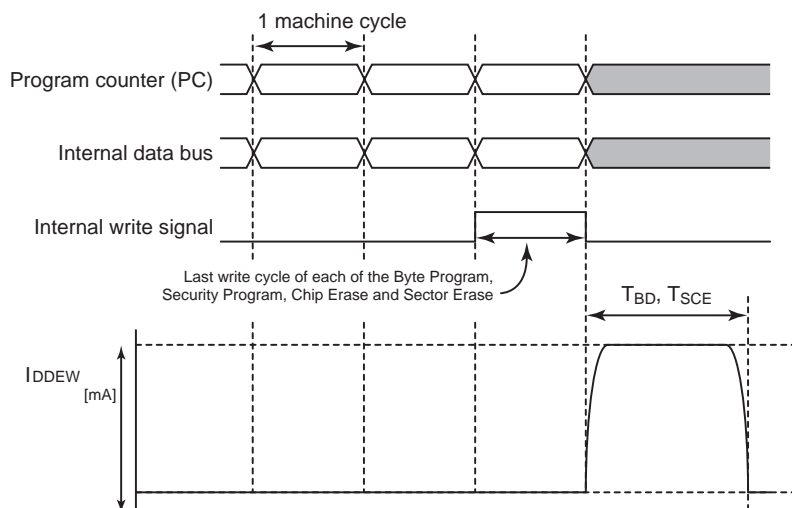 1 machine cycle
Program counter (PC)
Internal data bus
Internal write signal
Last write cycle of each of the Byte Program,
Security Program, Chip Erase and Sector Erase
TBD, TSCE
IDDEW
[mA]